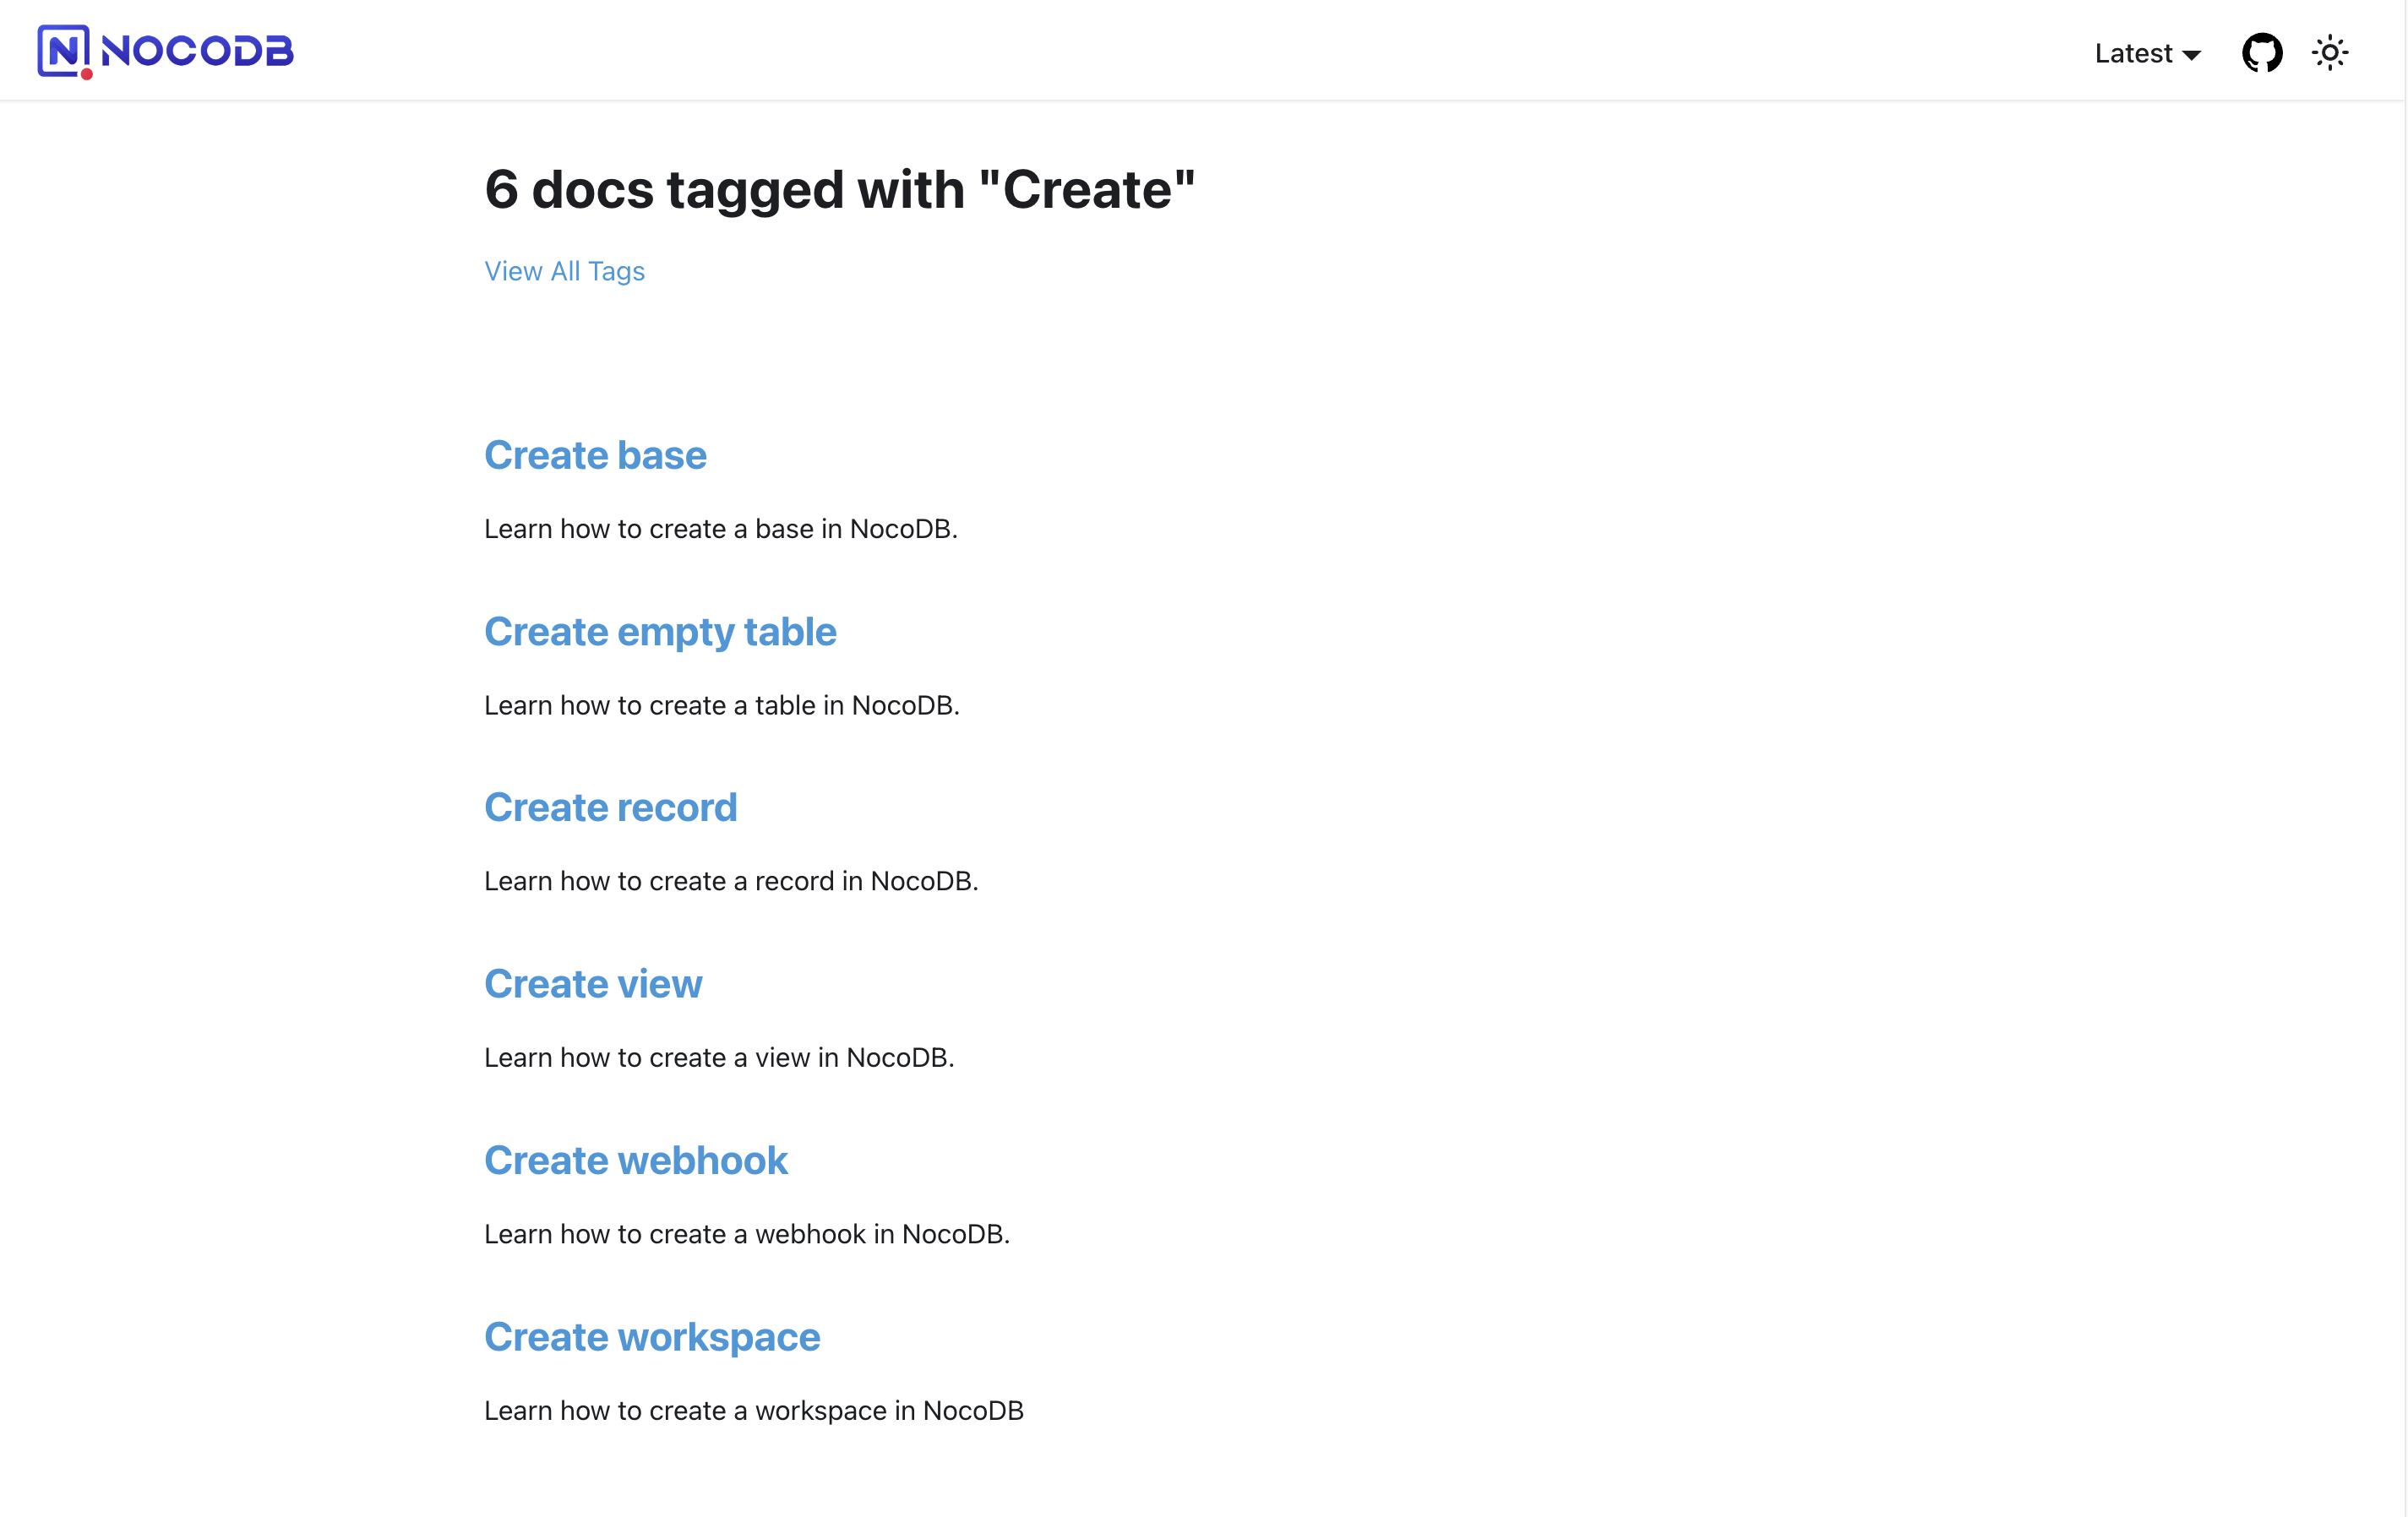 NOCODB
Latest
6 docs tagged with "Create"
View All Tags
Create base
Learn how to create a base in NocoDB.
Create empty table
Learn how to create a table in NocoDB.
Create record
Learn how to create a record in NocoDB.
Create view
Learn how to create a view in NocoDB.
Create webhook
Learn how to create a webhook in NocoDB.
Create workspace
Learn how to create a workspace in NocoDB